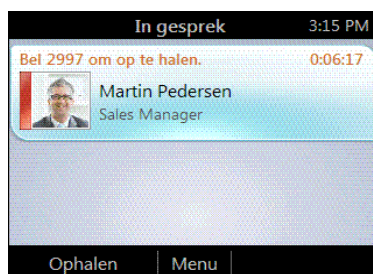 In gesprek 3:15 PM
Bel 2997 om op te halen. 0:06:17
Martin Pedersen
Sales Manager
Ophalen Menu